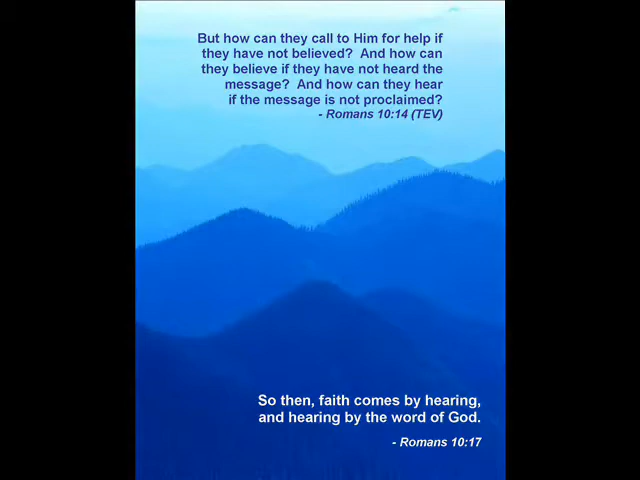 But how can they call to Him for help if
they have not believed?  And how can
they believe if they have not heard the
message?  And how can they hear
if the message is not proclaimed?
- Romans 10:14 (TEV)
So then, faith comes by hearing,
and hearing by the word of God.
- Romans 10:17